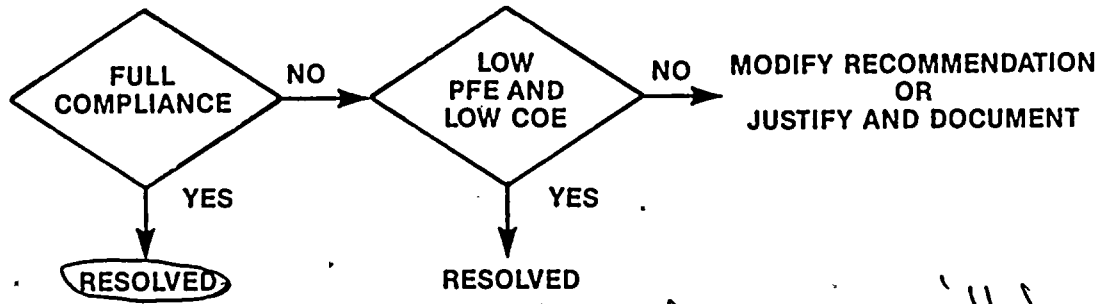 FULL
COMPLIANCE
NO
LOW
PFE AND
LOW COE
NO
MODIFY RECOMMENDATION
OR
JUSTIFY AND DOCUMENT
YES
YES
RESOLVED
RESOLVED